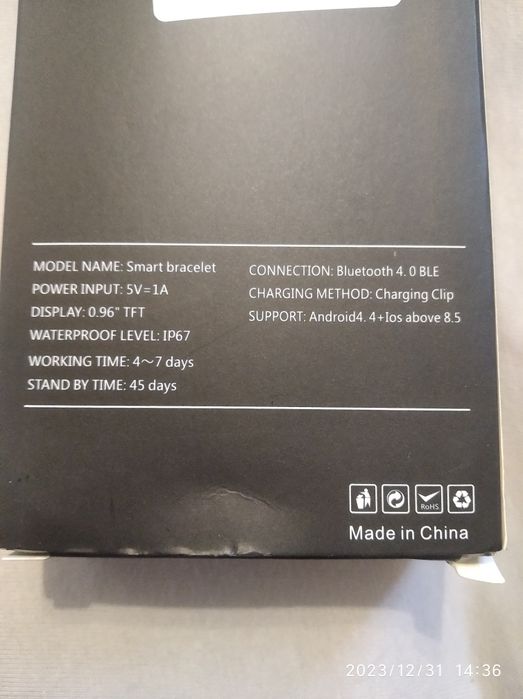 MODEL NAME: Smart bracelet
POWER INPUT: 5V=1A
DISPLAY: 0.96" TFT
WATERPROOF LEVEL: IP67
WORKING TIME: 4～7 days
STAND BY TIME: 45 days
CONNECTION: Bluetooth 4.0 BLE
CHARGING METHOD: Charging Clip
SUPPORT: Android4.4+Ios above 8.5
RoHS
Made in China
2023/12/31 14:36